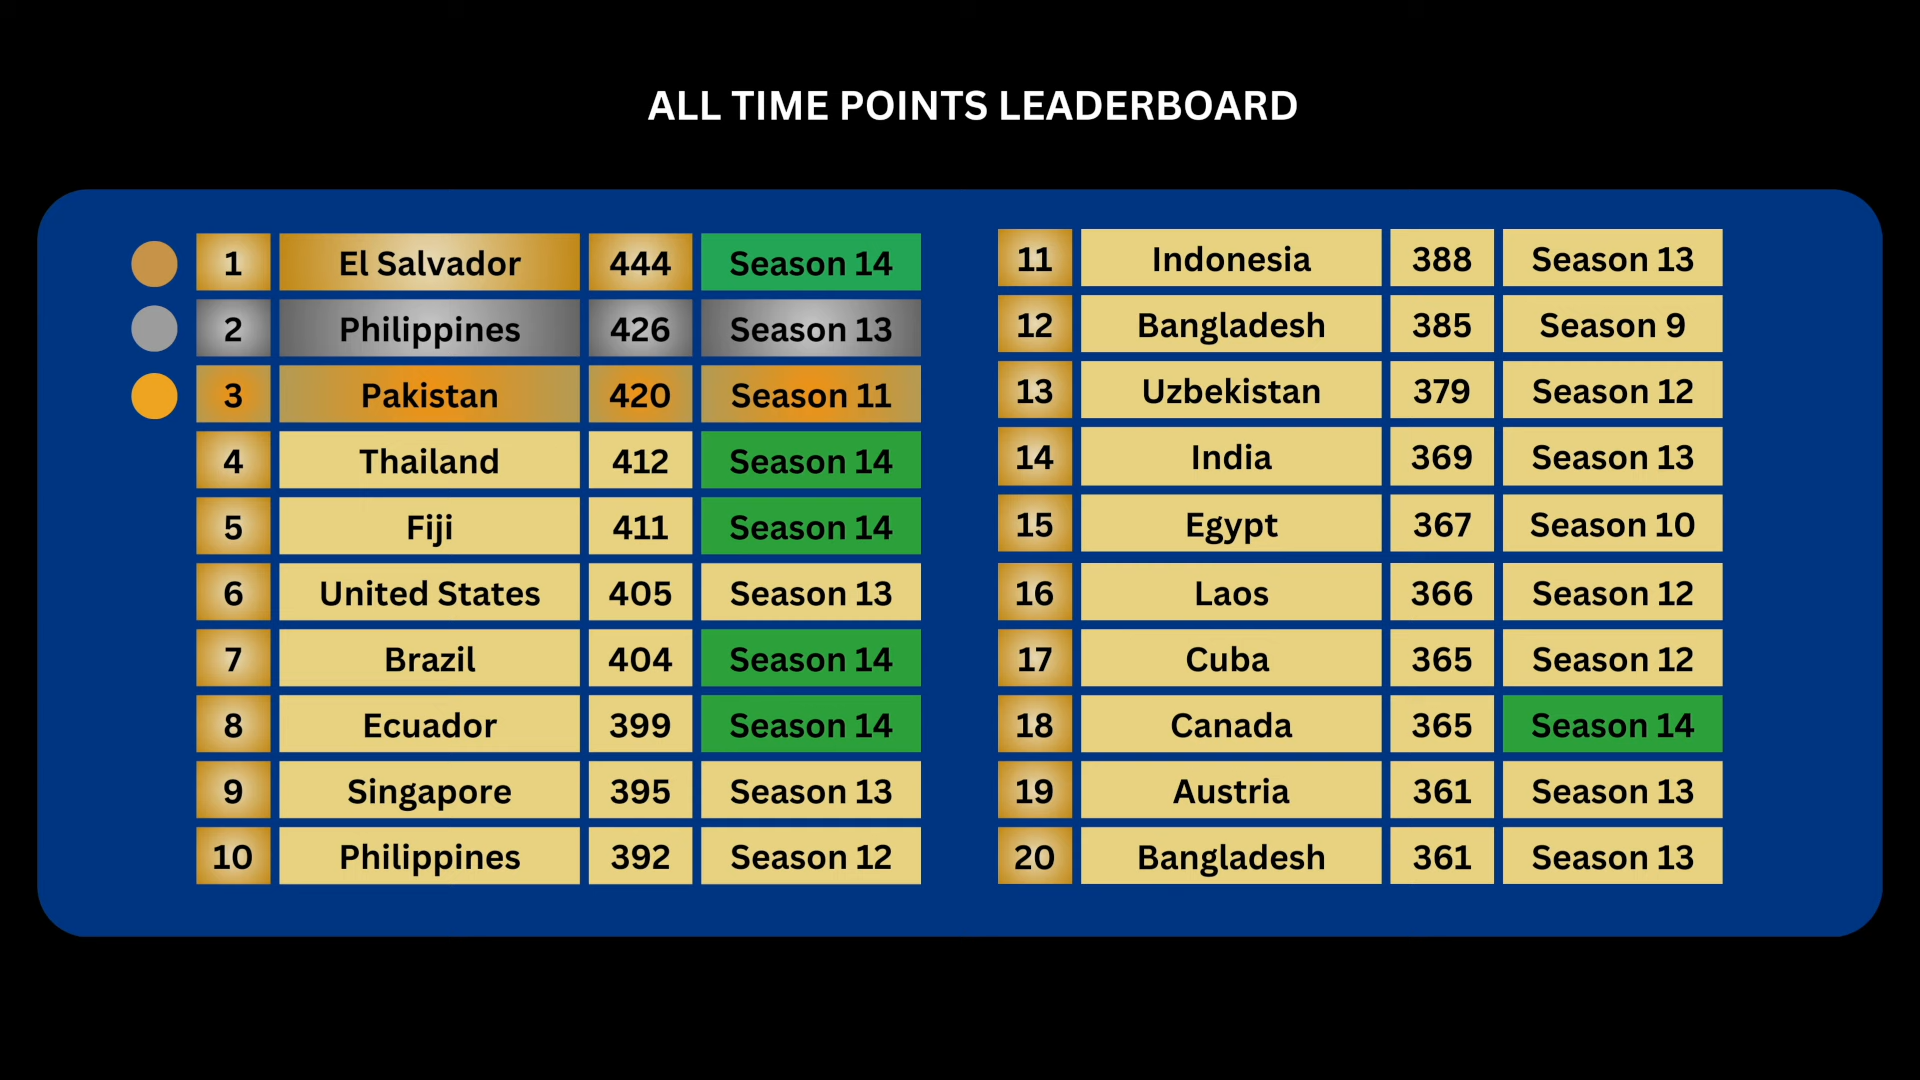 ALL TIME POINTS LEADERBOARD
1 El Salvador 444 Season 14
2 Philippines 426 Season 13
3 Pakistan 420 Season 11
4 Thailand 412 Season 14
5 Fiji 411 Season 14
6 United States 405 Season 13
7 Brazil 404 Season 14
8 Ecuador 399 Season 14
9 Singapore 395 Season 13
10 Philippines 392 Season 12
11 Indonesia 388 Season 13
12 Bangladesh 385 Season 9
13 Uzbekistan 379 Season 12
14 India 369 Season 13
15 Egypt 367 Season 10
16 Laos 366 Season 12
17 Cuba 365 Season 12
18 Canada 365 Season 14
19 Austria 361 Season 13
20 Bangladesh 361 Season 13